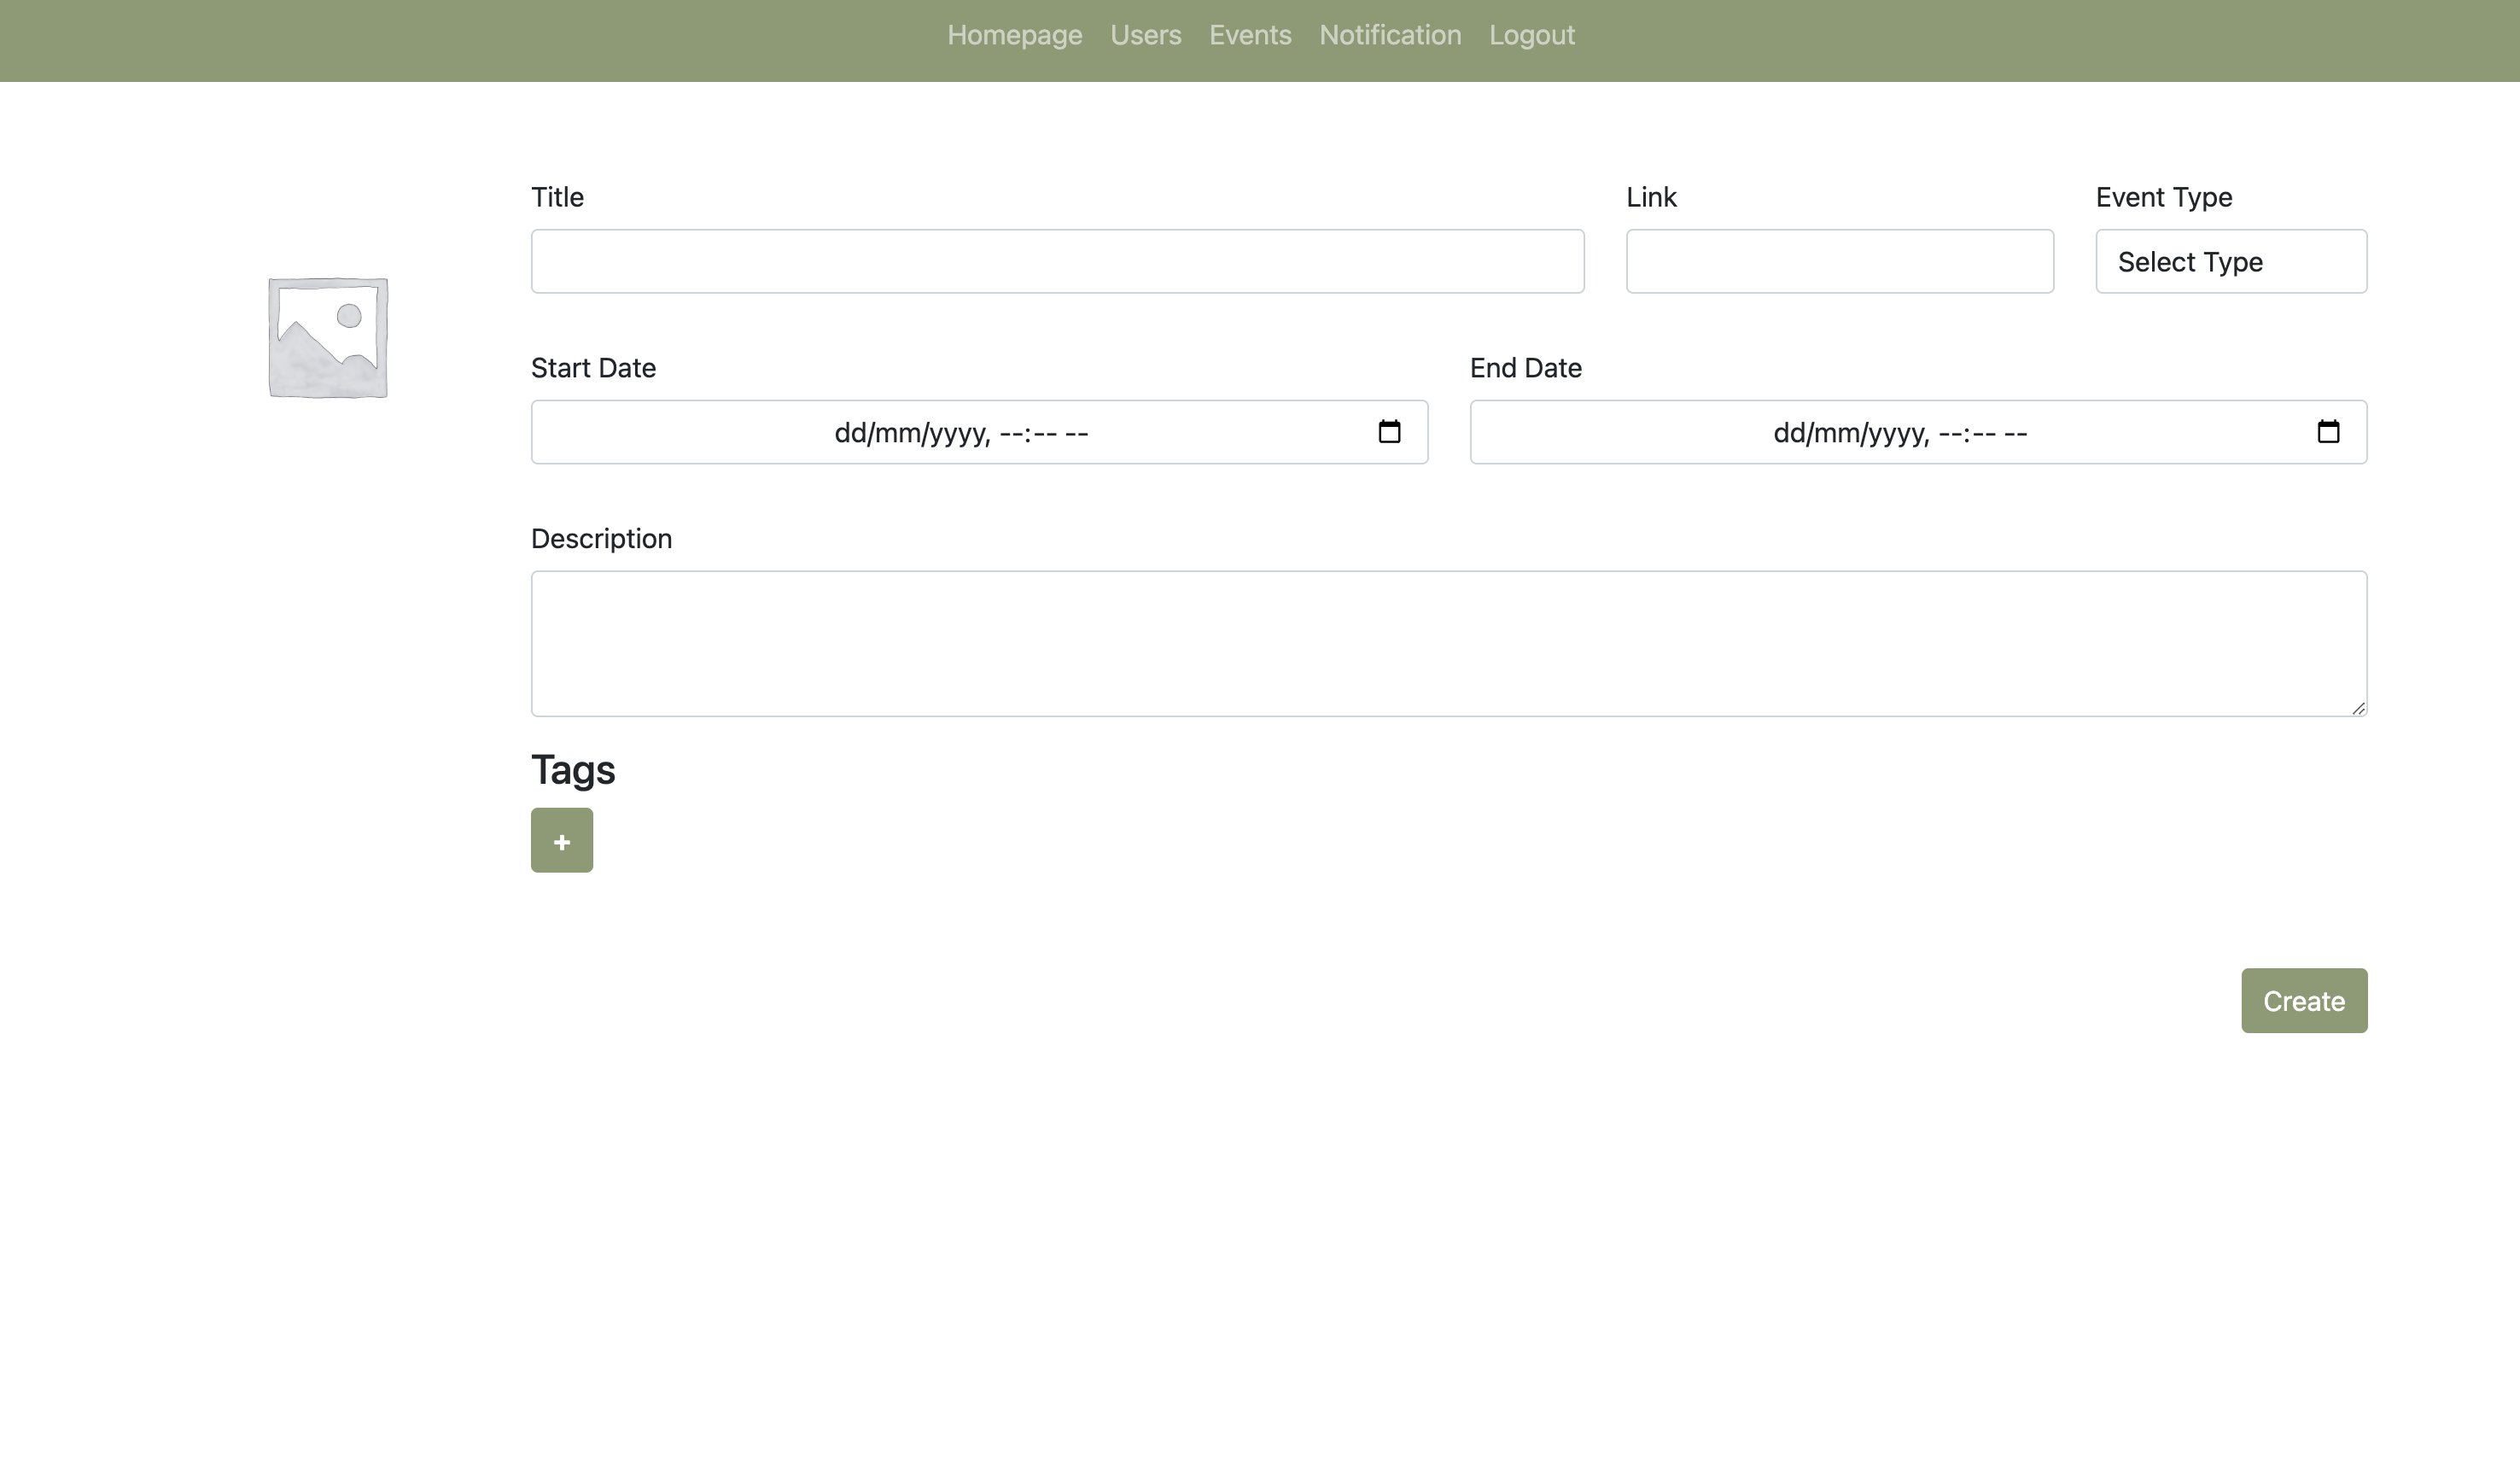 Homepage Users Events Notification Logout
Title Link Event Type
Select Type
Start Date End Date
dd/mm/yyyy, --:-- -- dd/mm/yyyy, --:-- --
Description
Tags
+
Create